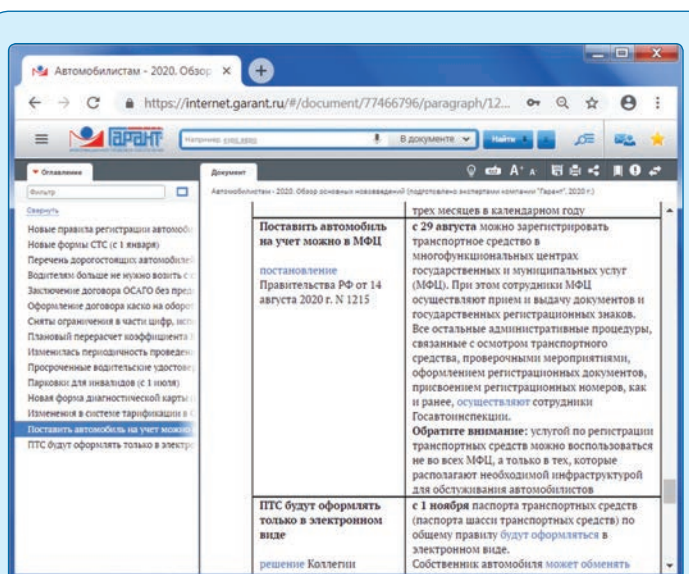 Автомобилистам - 2020. Обзор
https://internet.garant.ru/#/document/77466796/paragraph/12...
ГАРАНТ
Например:
В документе
Найти
Оглавление
Документ
Фильтр
Автомобилистам - 2020. Обзор основных нововведений (подготовлено экспертами компании "Гарант", 2020 г.)
Свернуть
Новые правила регистрации автомоби
Новые формы СТС (с 1 января)
Перечень дорогостоящих автомобилей
Водителям больше не нужно возить с с
Заключение договора ОСАГО без пред
Оформление договора каско на оборот
Сняты ограничения в части цифр, исп
Плановый перерасчет коэффициента
Изменилась периодичность проведен
Просроченные водительские удостове
Парковки для инвалидов (с 1 июля)
Новая форма диагностической карты
Изменения в системе тарификации в
Поставить автомобиль на учет можно
ПТС будут оформлять только в электр
трех месяцев в календарном году
Поставить автомобиль
на учет можно в МФЦ
постановление
Правительства РФ от 14
августа 2020 г. N 1215
с 29 августа можно зарегистрировать
транспортное средство в
многофункциональных центрах
государственных и муниципальных услуг
(МФЦ). При этом сотрудники МФЦ
осуществляют прием и выдачу документов и
государственных регистрационных знаков.
Все остальные административные процедуры,
связанные с осмотром транспортного
средства, проверочными мероприятиями,
оформлением регистрационных документов,
присвоением регистрационных номеров, как
и ранее, осуществляют сотрудники
Госавтоинспекции.
Обратите внимание: услугой по регистрации
транспортных средств можно воспользоваться
не во всех МФЦ, а только в тех, которые
располагают необходимой инфраструктурой
для обслуживания автомобилистов
ПТС будут оформлять
только в электронном
виде
решение Коллегии
с 1 ноября паспорта транспортных средств
(паспорта шасси транспортных средств) по
общему правилу будут оформляться в
электронном виде.
Собственник автомобиля может обменять